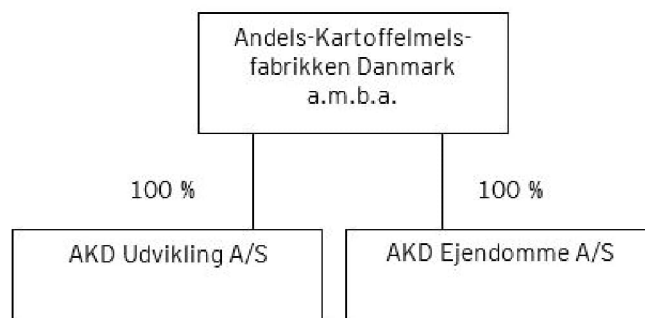 Andels-Kartoffelmels-
fabrikken Danmark
a.m.b.a.
100 %
100 %
AKD Udvikling A/S
AKD Ejendomme A/S